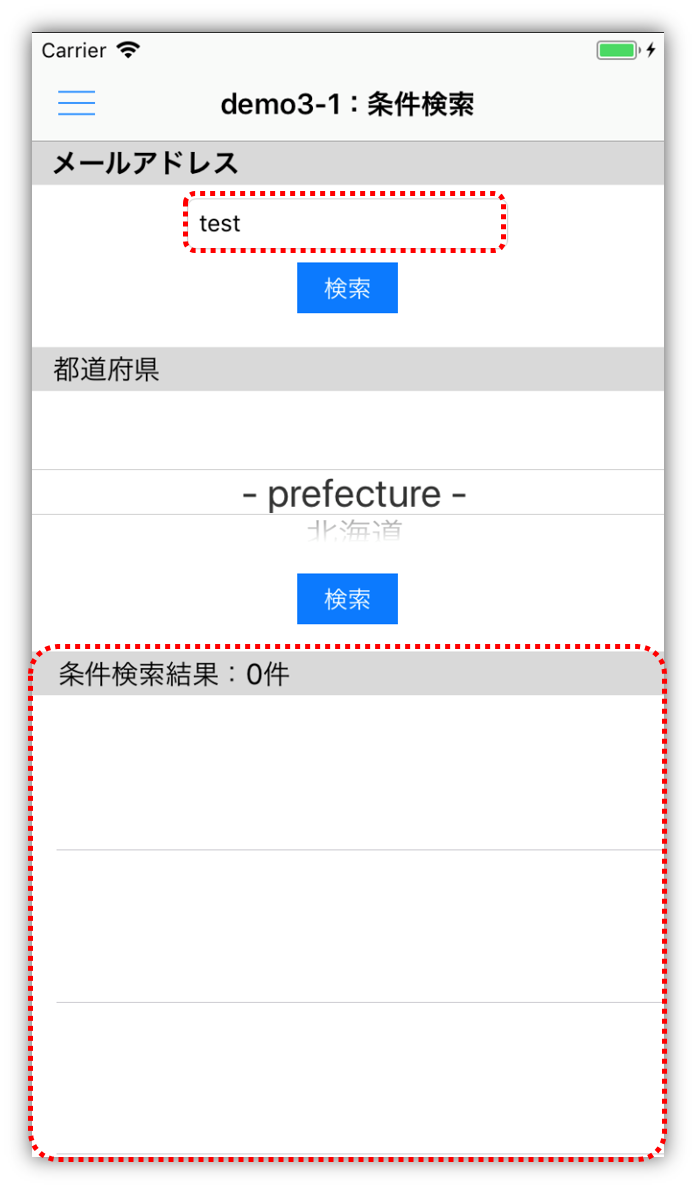 Carrier
demo3-1：条件検索
メールアドレス
test
検索
都道府県
- prefecture -
北海道
検索
条件検索結果：0件